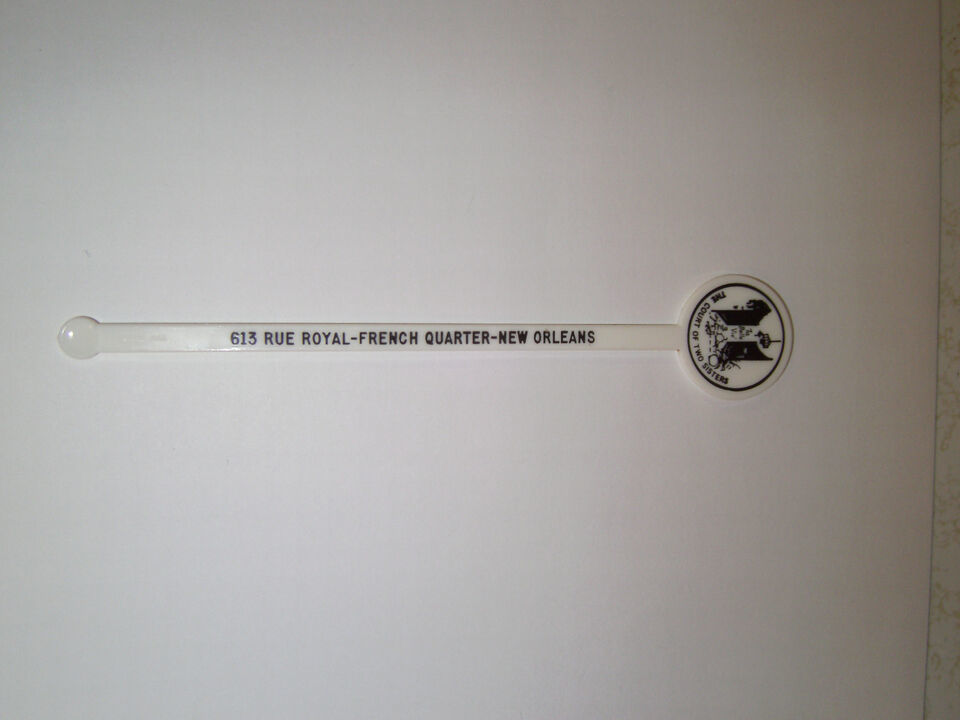 613 RUE ROYAL-FRENCH QUARTER-NEW ORLEANS
THE COURT OF TWO SISTERS